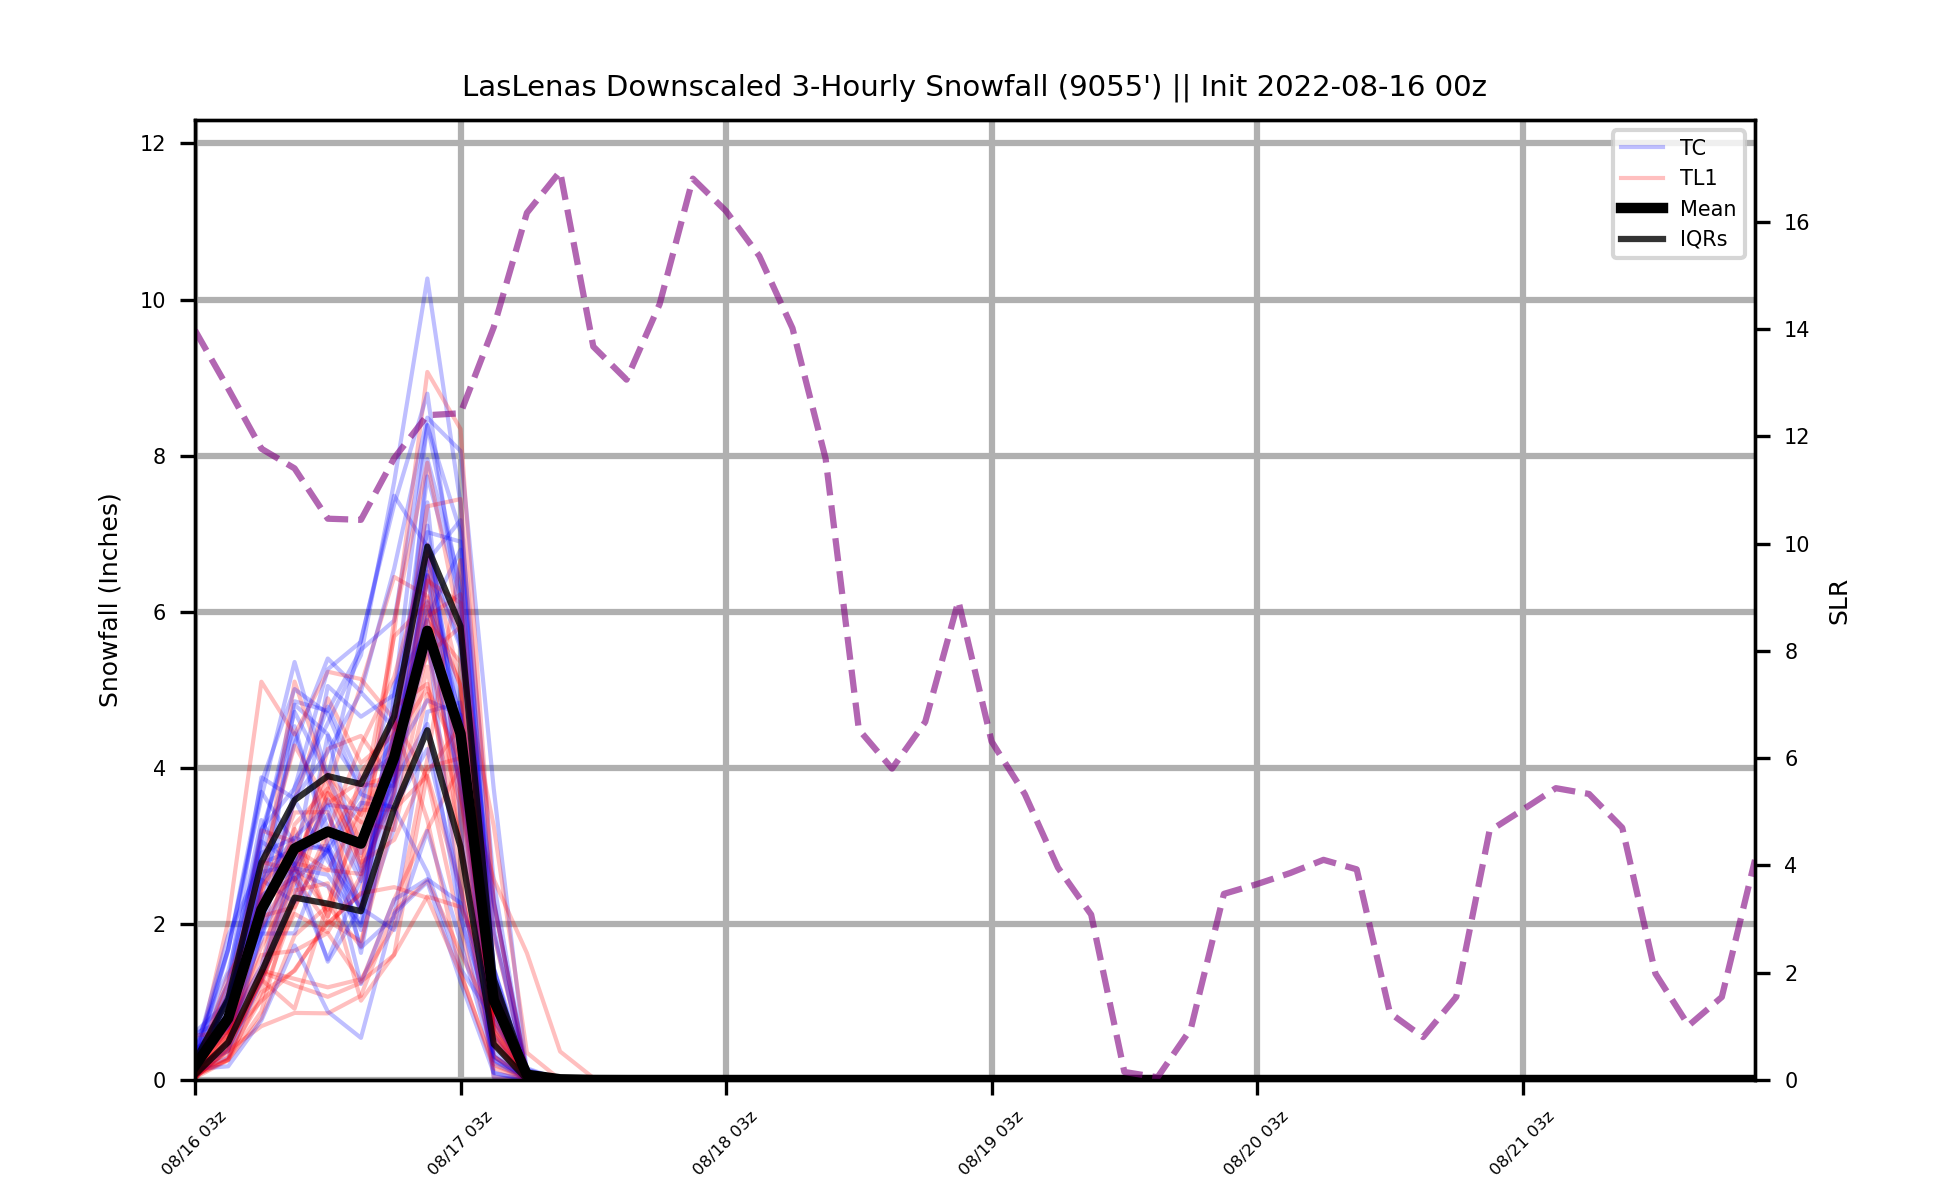 LasLenas Downscaled 3-Hourly Snowfall (9055') || Init 2022-08-16 00z
TC
TL1
Mean
IQRs
Snowfall (Inches)
12
10
8
6
4
2
0
SLR
16
14
12
10
8
6
4
2
0
08/16 03z
08/17 03z
08/18 03z
08/19 03z
08/20 03z
08/21 03z